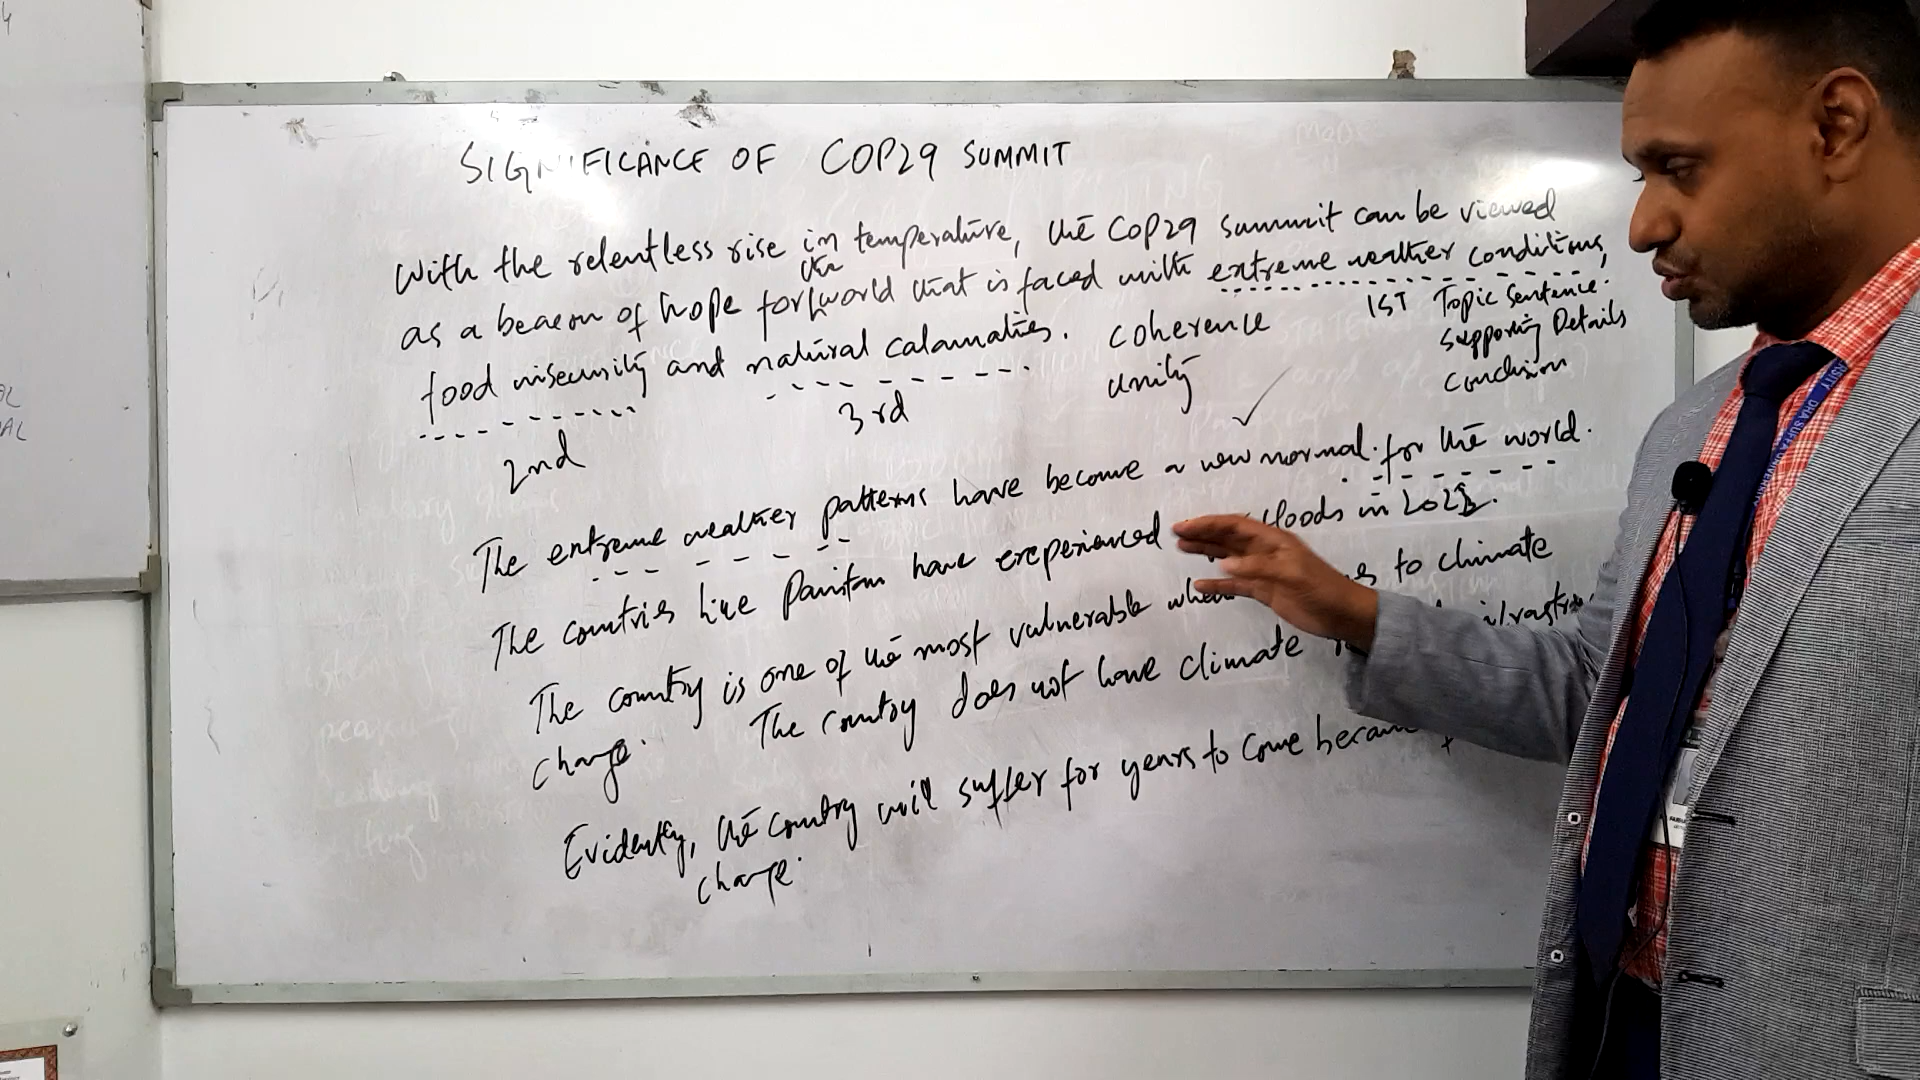 SIGNIFICANCE OF COP29 SUMMIT
With the relentless rise in temperature, the COP29 summit can be viewed
as a beacon of hope for the world that is faced with extreme weather conditions,
food insecurity and natural calamaties.
coherence
unity
1ST Topic Sentence.
Supporting Details
Conclusion
2nd
3rd
The extreme weather patterns have become a new normal. for the world.
The countries like Pakistan have experienced floods in
The country is one of the most vulnerable when to climate
change. The country does not have climate
Evidently, the country will suffer for years to come because
change.
DHA SUFFA UNIVERSITY